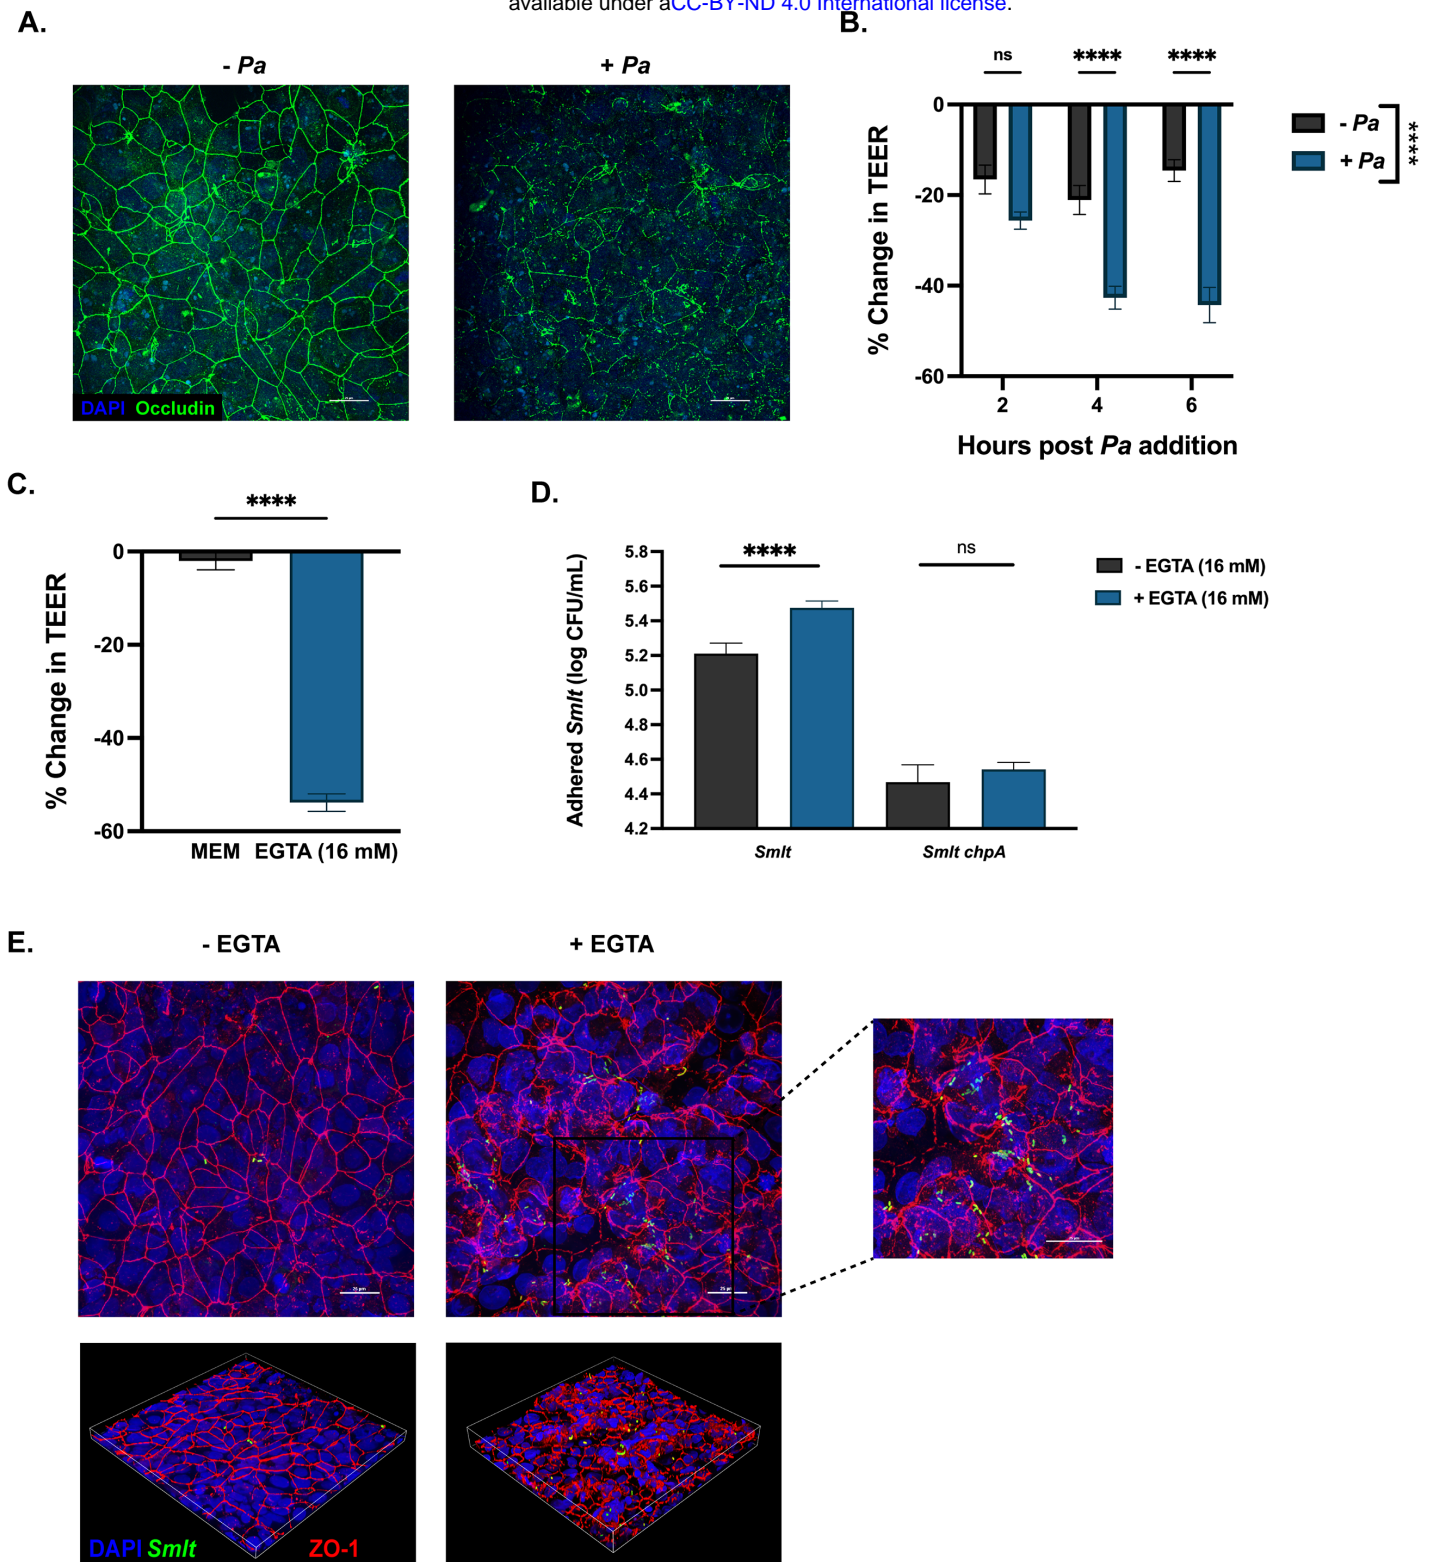 available under aCC-BY-ND 4.0 International license.
A.
- Pa
+ Pa
DAPI Occludin
B.
ns
****
****
0
-20
-40
-60
% Change in TEER
2
4
6
Hours post Pa addition
- Pa
+ Pa
****
C.
****
0
-20
-40
-60
% Change in TEER
MEM
EGTA (16 mM)
D.
****
ns
5.8
5.6
5.4
5.2
5.0
4.8
4.6
4.4
4.2
Adhered Smlt (log CFU/mL)
Smlt
Smlt chpA
- EGTA (16 mM)
+ EGTA (16 mM)
E.
- EGTA
+ EGTA
25 µm
25 µm
DAPI Smlt
ZO-1